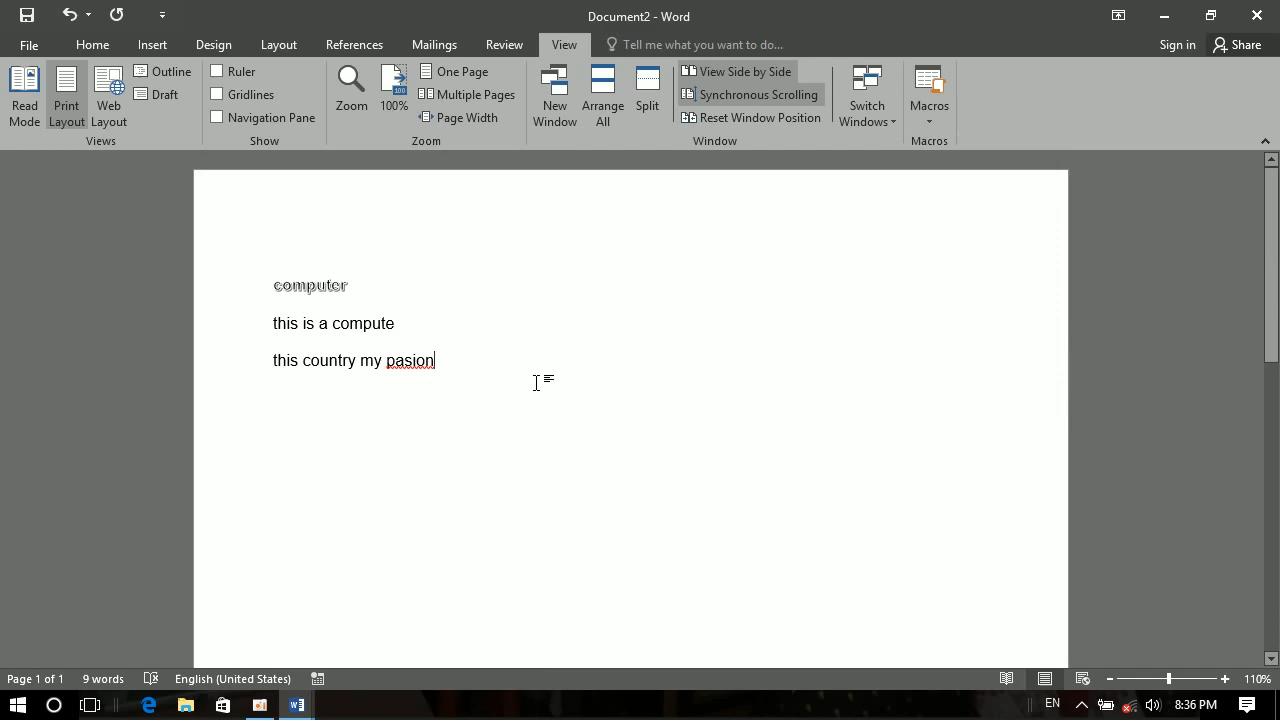 Document2 - Word
File Home Insert Design Layout References Mailings Review View Tell me what you want to do... Sign in Share
Read Mode
Print Layout
Web Layout
Outline
Draft
Views
Ruler
Gridlines
Navigation Pane
Show
Zoom
100
100%
One Page
Multiple Pages
Page Width
Zoom
New Window
Arrange All
Split
View Side by Side
Synchronous Scrolling
Reset Window Position
Window
Switch Windows
Macros
Macros
computer
this is a compute
this country my pasion
Page 1 of 1 9 words English (United States) 110%
EN 8:36 PM